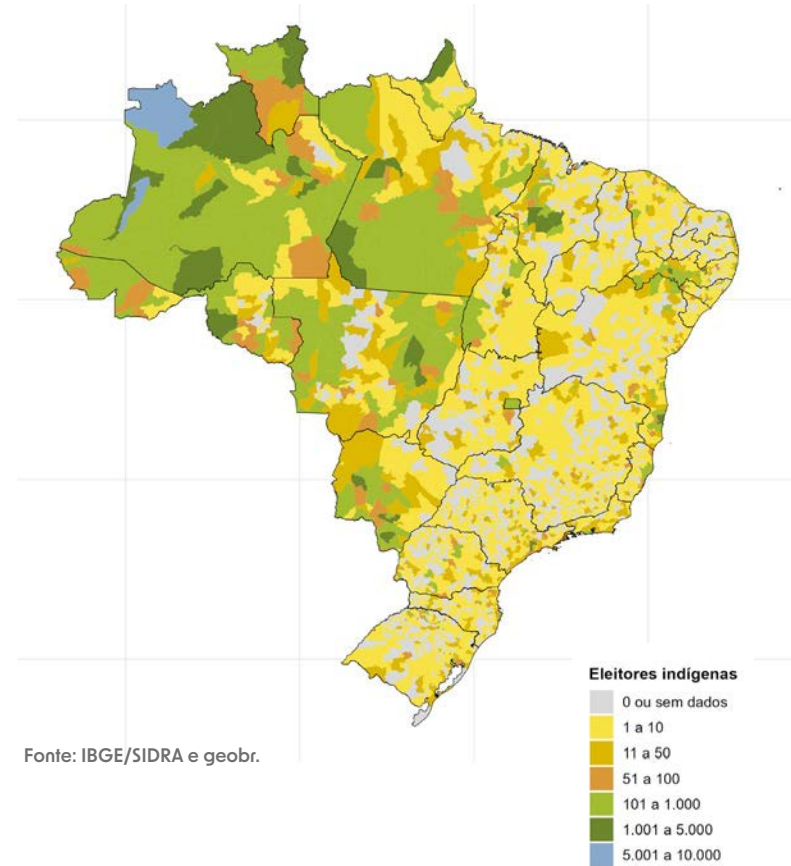 Eleitores indígenas
0 ou sem dados
1 a 10
11 a 50
51 a 100
101 a 1.000
1.001 a 5.000
5.001 a 10.000
Fonte: IBGE/SIDRA e geobr.